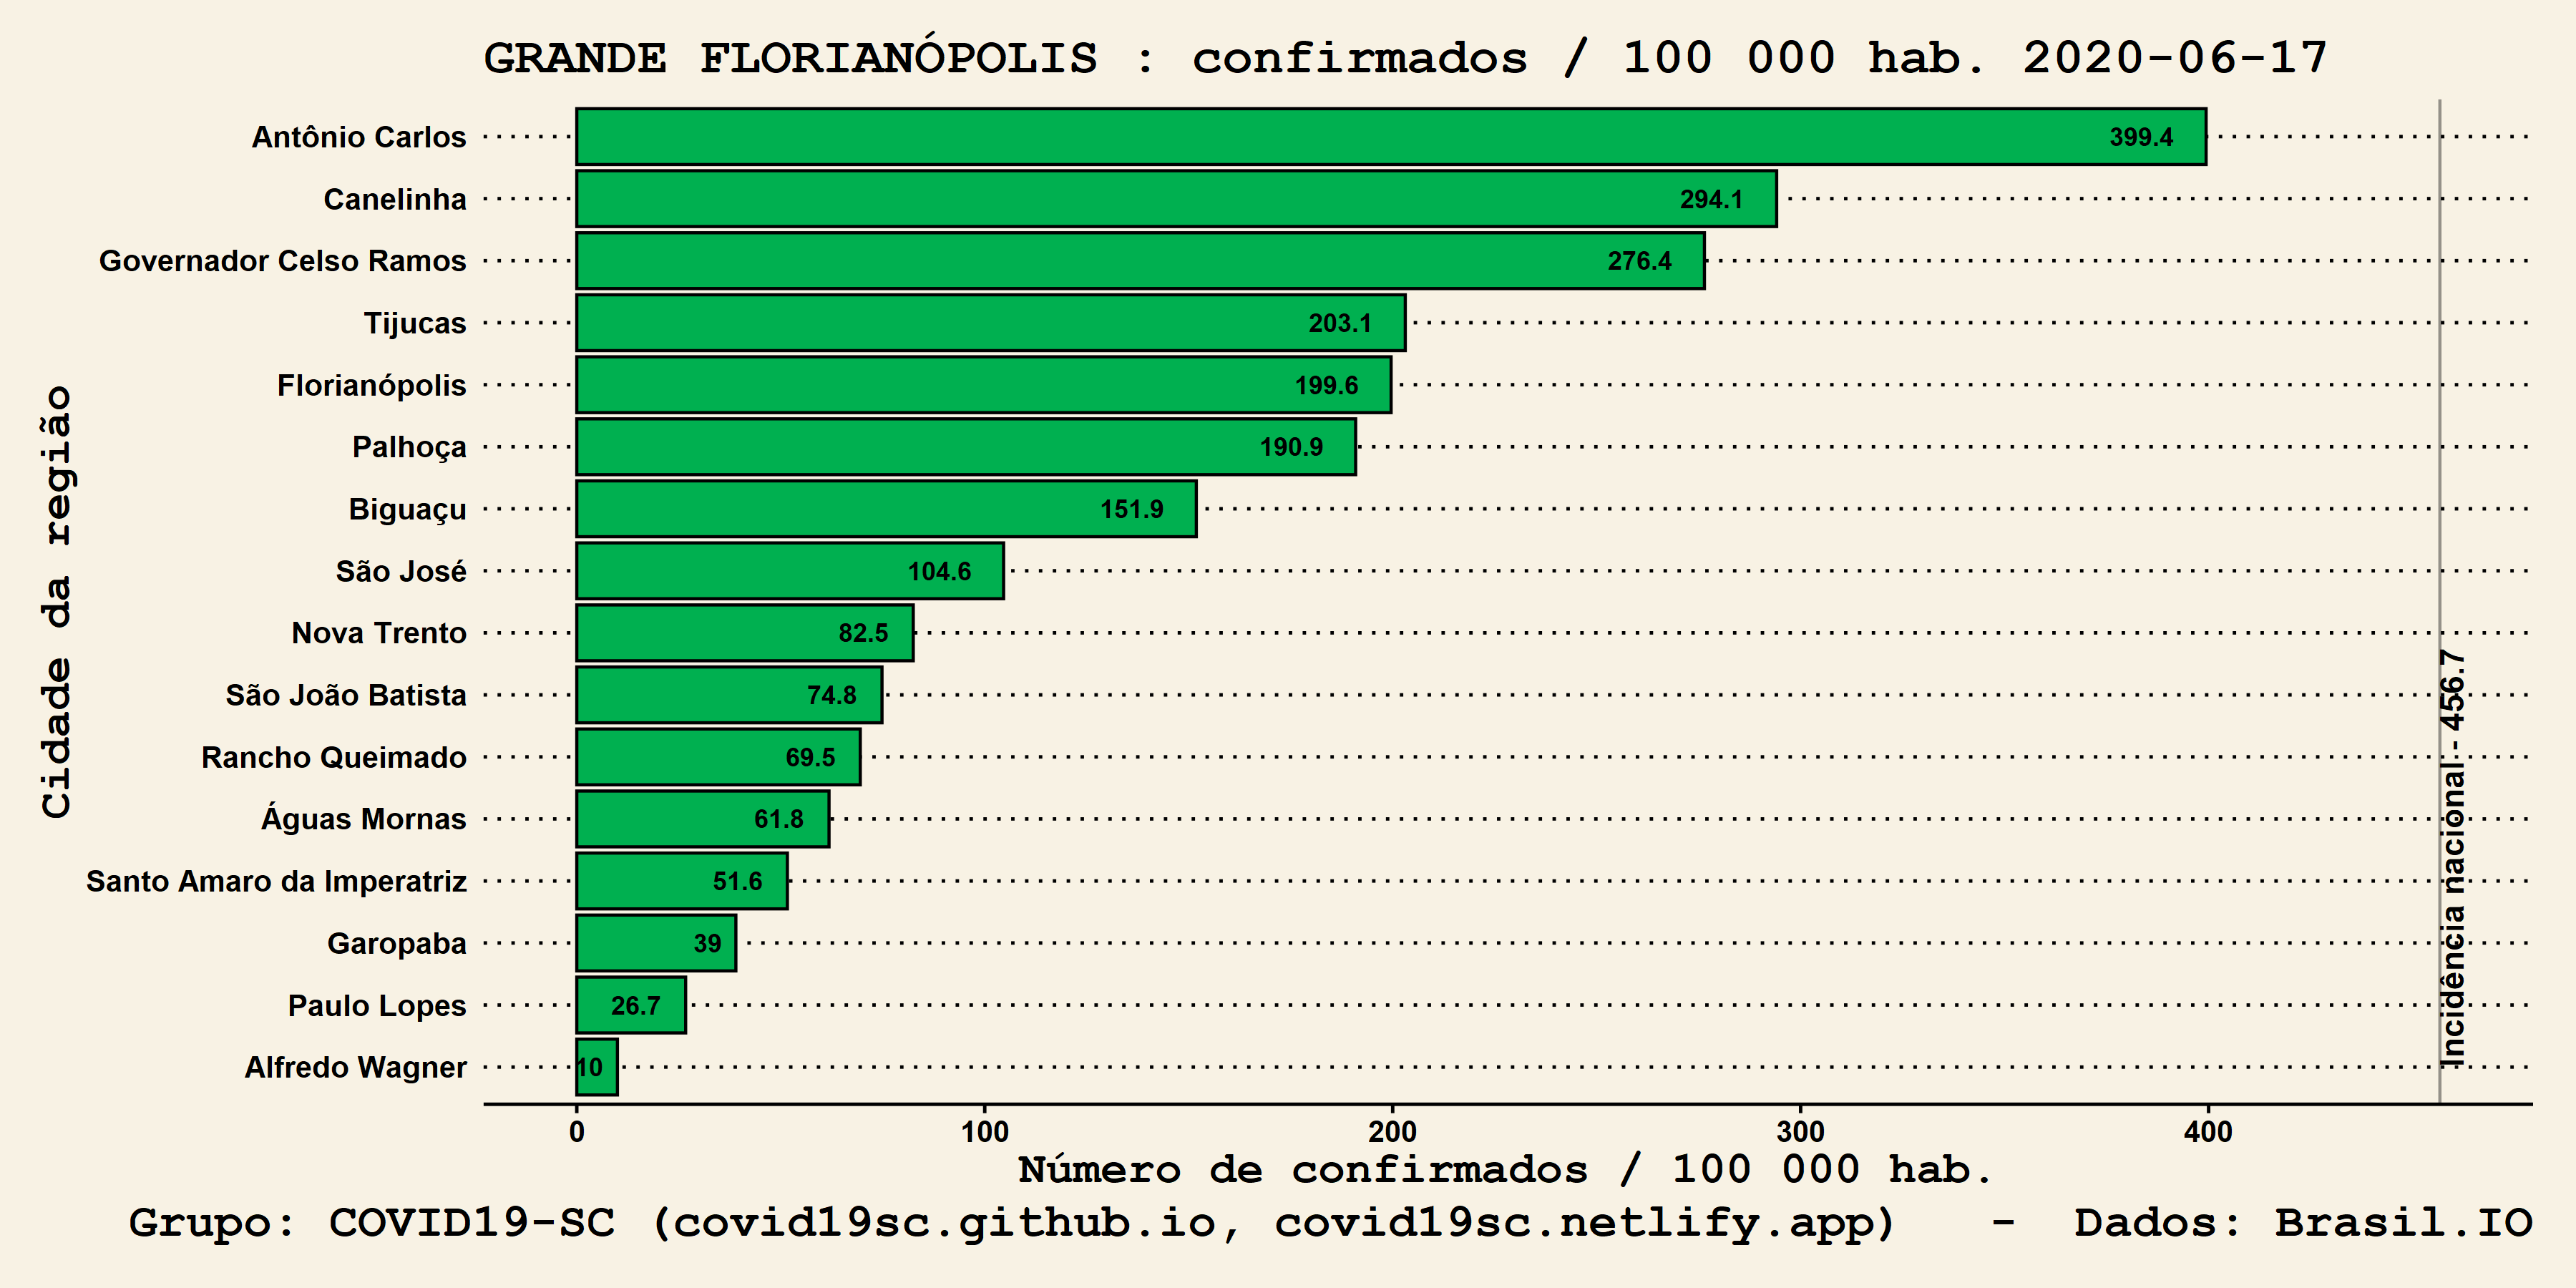 GRANDE FLORIANÓPOLIS : confirmados / 100 000 hab. 2020-06-17
Cidade da região
Antônio Carlos 399.4
Canelinha 294.1
Governador Celso Ramos 276.4
Tijucas 203.1
Florianópolis 199.6
Palhoça 190.9
Biguaçu 151.9
São José 104.6
Nova Trento 82.5
São João Batista 74.8
Rancho Queimado 69.5
Águas Mornas 61.8
Santo Amaro da Imperatriz 51.6
Garopaba 39
Paulo Lopes 26.7
Alfredo Wagner 10
Incidência nacional - 456.7
0 100 200 300 400
Número de confirmados / 100 000 hab.
Grupo: COVID19-SC (covid19sc.github.io, covid19sc.netlify.app) - Dados: Brasil.IO